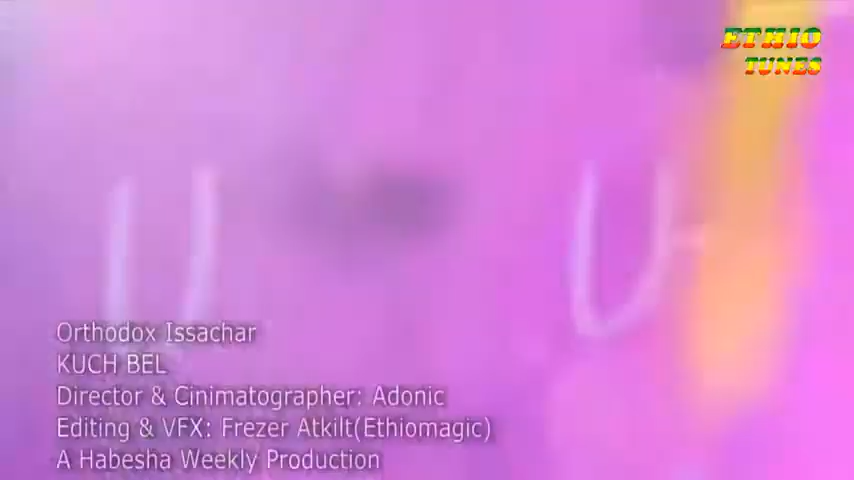 ETHIO
TUNES
Orthodox Issachar
KUCH BEL
Director & Cinimatographer: Adonic
Editing & VFX: Frezer Atkilt(Ethiomagic)
A Habesha Weekly Production